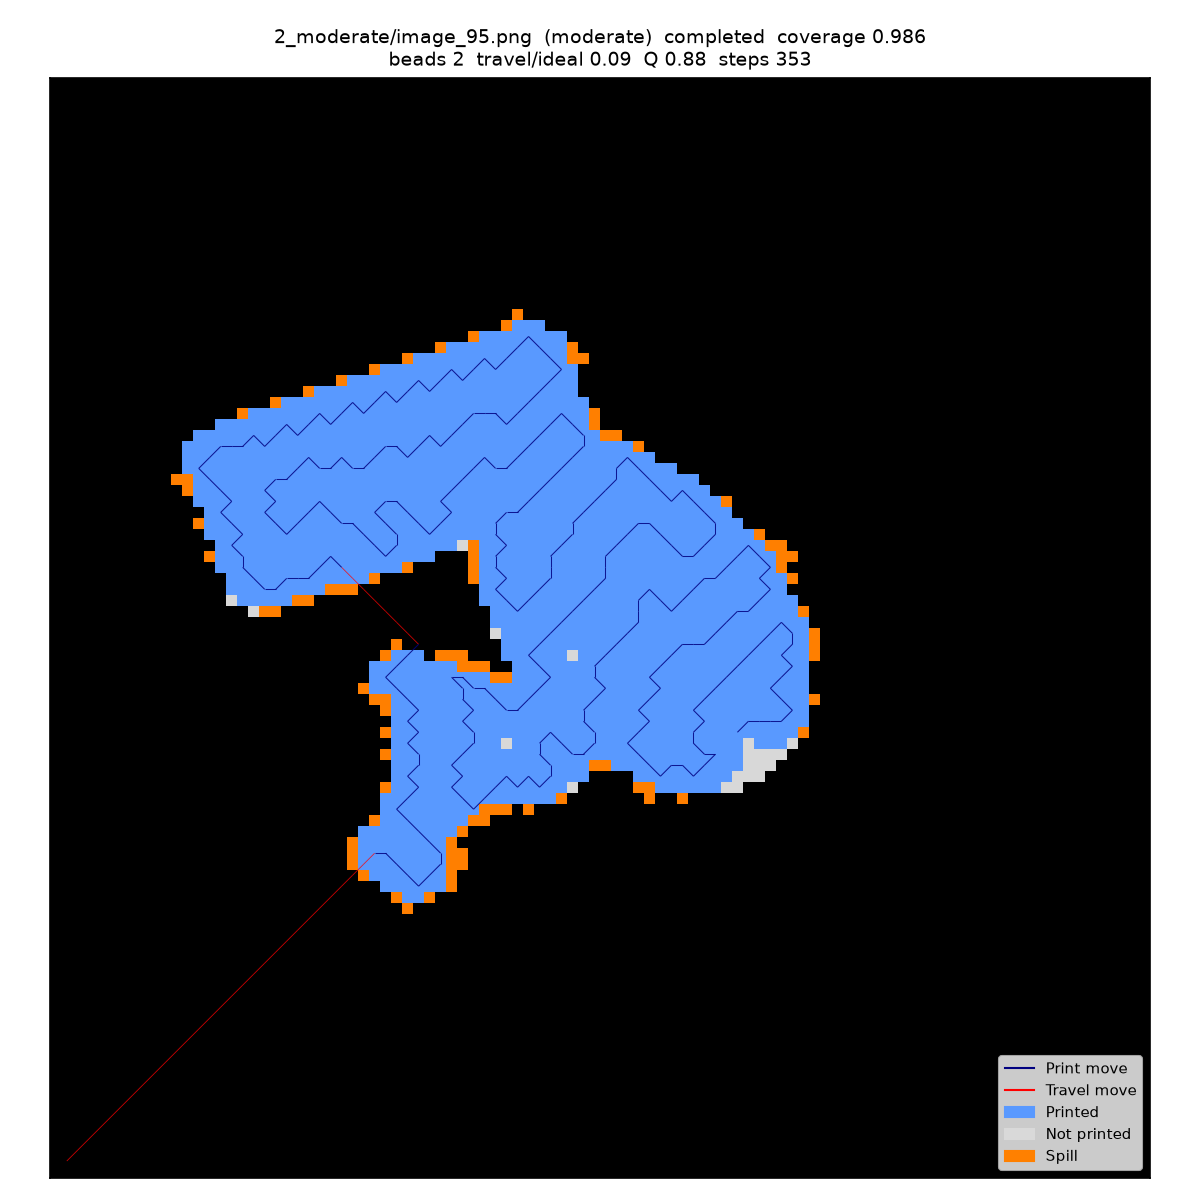 2_moderate/image_95.png  (moderate)  completed  coverage 0.986
beads 2  travel/ideal 0.09  Q 0.88  steps 353
Print move
Travel move
Printed
Not printed
Spill